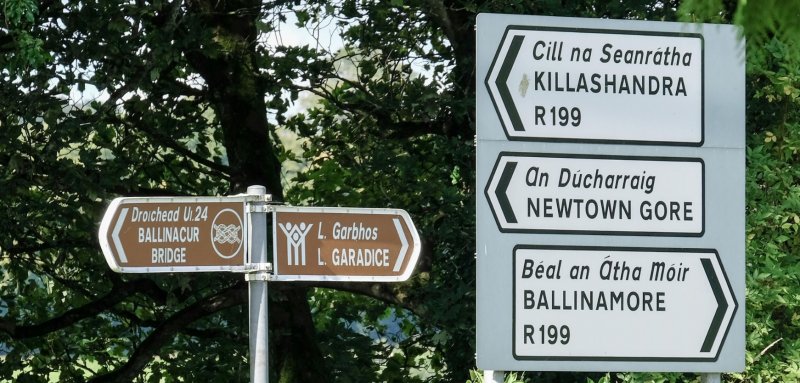 Droichead Ui.24
BALLINACUR
BRIDGE
L. Garbhos
L. GARADICE
Cill na Seanrátha
KILLASHANDRA
R199
An Dúcharraig
NEWTOWN GORE
Béal an Átha Móir
BALLINAMORE
R199